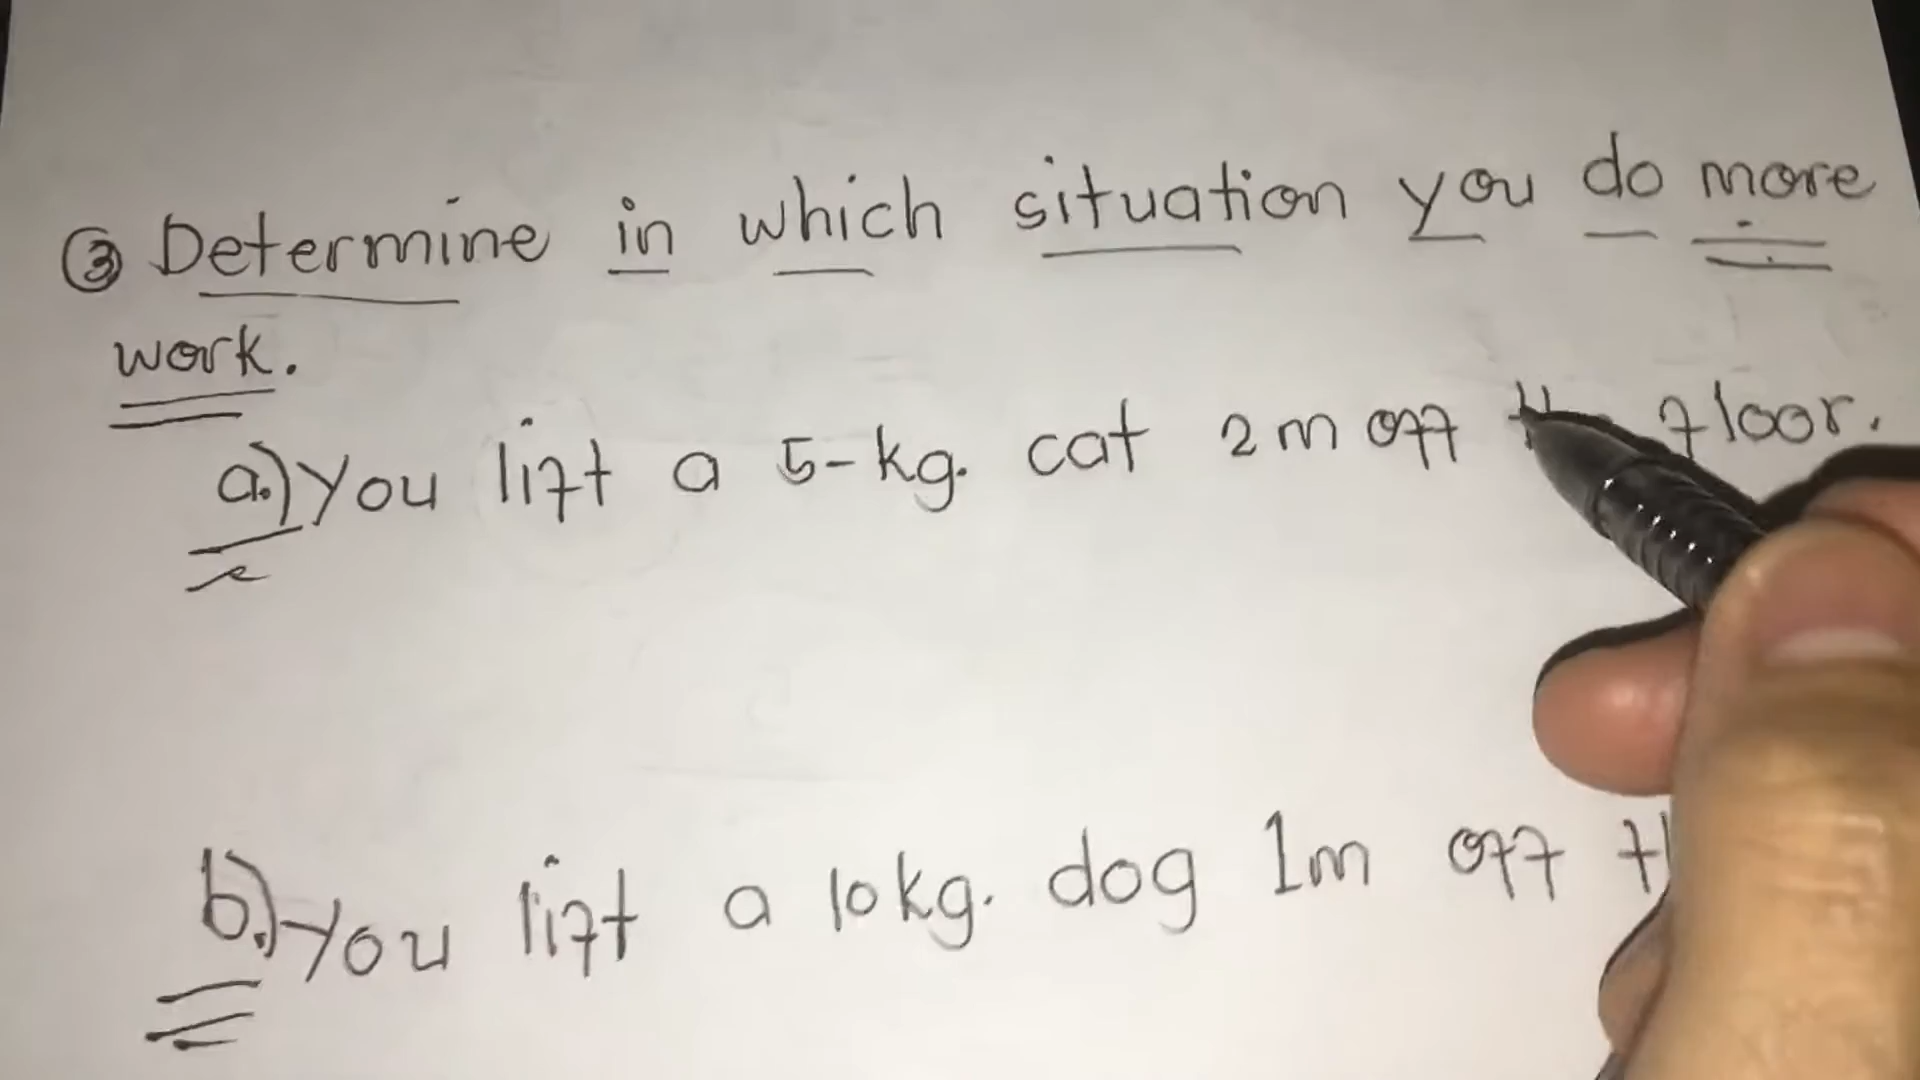 ③ Determine in which situation you do more
work.
a.) You lift a 5-kg. cat 2m off floor.
b.) You lift a 10kg. dog 1m off